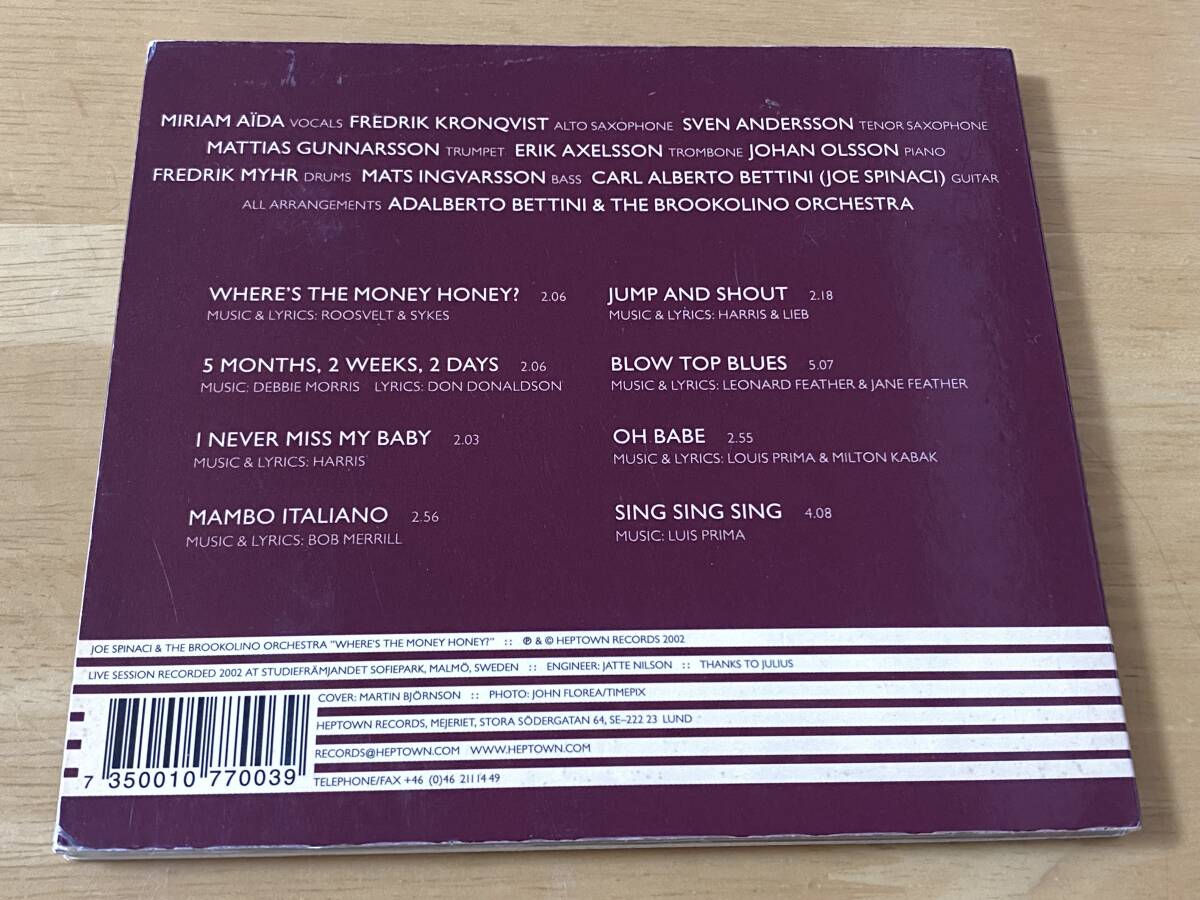 MIRIAM AÏDA VOCALS FREDRIK KRONQVIST ALTO SAXOPHONE SVEN ANDERSSON TENOR SAXOPHONE
MATTIAS GUNNARSSON TRUMPET ERIK AXELSSON TROMBONE JOHAN OLSSON PIANO
FREDRIK MYHR DRUMS MATS INGVARSSON BASS CARL ALBERTO BETTINI (JOE SPINACI) GUITAR
ALL ARRANGEMENTS ADALBERTO BETTINI & THE BROOKOLINO ORCHESTRA
WHERE'S THE MONEY HONEY? 2.06
MUSIC & LYRICS: ROOSVELT & SYKES
5 MONTHS, 2 WEEKS, 2 DAYS 2.06
MUSIC: DEBBIE MORRIS LYRICS: DON DONALDSON
I NEVER MISS MY BABY 2.03
MUSIC & LYRICS: HARRIS
MAMBO ITALIANO 2.56
MUSIC & LYRICS: BOB MERRILL
JUMP AND SHOUT 2.18
MUSIC & LYRICS: HARRIS & LIEB
BLOW TOP BLUES 5.07
MUSIC & LYRICS: LEONARD FEATHER & JANE FEATHER
OH BABE 2.55
MUSIC & LYRICS: LOUIS PRIMA & MILTON KABAK
SING SING SING 4.08
MUSIC: LUIS PRIMA
JOE SPINACI & THE BROOKOLINO ORCHESTRA "WHERE'S THE MONEY HONEY?" :: ℗ & © HEPTOWN RECORDS 2002
LIVE SESSION RECORDED 2002 AT STUDIEFRÄMJANDET SOFIEPARK, MALMÖ, SWEDEN :: ENGINEER: JATTE NILSON :: THANKS TO JULIUS
COVER: MARTIN BJÖRNSON :: PHOTO: JOHN FLOREA/TIMEPIX
HEPTOWN RECORDS, MEJERIET, STORA SÖDERGATAN 64, SE–222 23 LUND
RECORDS@HEPTOWN.COM WWW.HEPTOWN.COM
TELEPHONE/FAX +46 (0)46 211 14 49
7 350010 770039